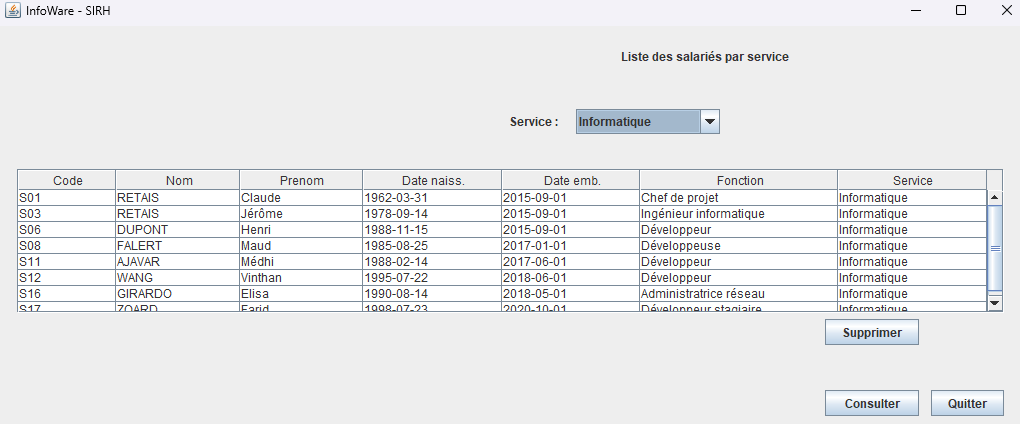 InfoWare - SIRH
Liste des salariés par service
Service : Informatique
Code Nom Prenom Date naiss. Date emb. Fonction Service
S01 RETAIS Claude 1962-03-31 2015-09-01 Chef de projet Informatique
S03 RETAIS Jérôme 1978-09-14 2015-09-01 Ingénieur informatique Informatique
S06 DUPONT Henri 1988-11-15 2015-09-01 Développeur Informatique
S08 FALERT Maud 1985-08-25 2017-01-01 Développeuse Informatique
S11 AJAVAR Médhi 1988-02-14 2017-06-01 Développeur Informatique
S12 WANG Vinthan 1995-07-22 2018-06-01 Développeur Informatique
S16 GIRARDO Elisa 1990-08-14 2018-05-01 Administratrice réseau Informatique
S17 ZOARD Farid 1998-07-23 2020-10-01 Développeur stagiaire Informatique
Supprimer
Consulter Quitter